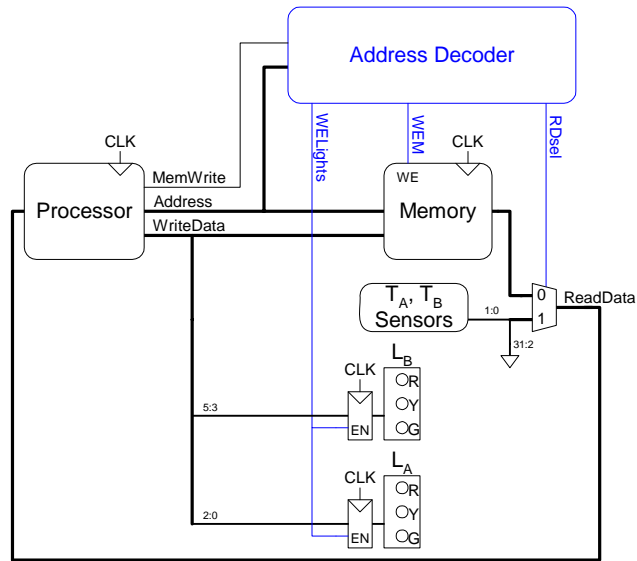 Address Decoder
WELights
WEM
RDsel
CLK
CLK
MemWrite
WE
Processor
Address
Memory
WriteData
TA, TB
Sensors
1:0
0
1
ReadData
31:2
LB
CLK
R
Y
5:3
EN
G
LA
CLK
R
Y
2:0
EN
G